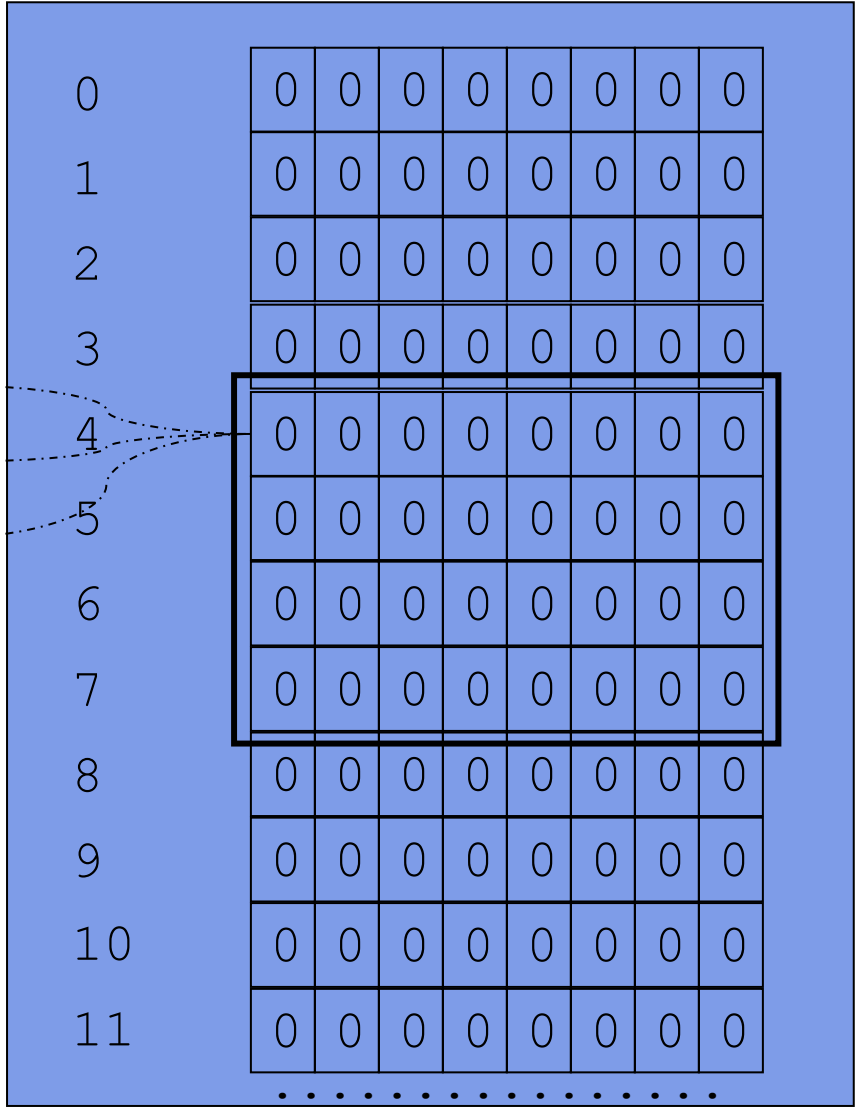 0 0 0 0 0 0 0 0 0
1 0 0 0 0 0 0 0 0
2 0 0 0 0 0 0 0 0
3 0 0 0 0 0 0 0 0
4 0 0 0 0 0 0 0 0
5 0 0 0 0 0 0 0 0
6 0 0 0 0 0 0 0 0
7 0 0 0 0 0 0 0 0
8 0 0 0 0 0 0 0 0
9 0 0 0 0 0 0 0 0
10 0 0 0 0 0 0 0 0
11 0 0 0 0 0 0 0 0
................